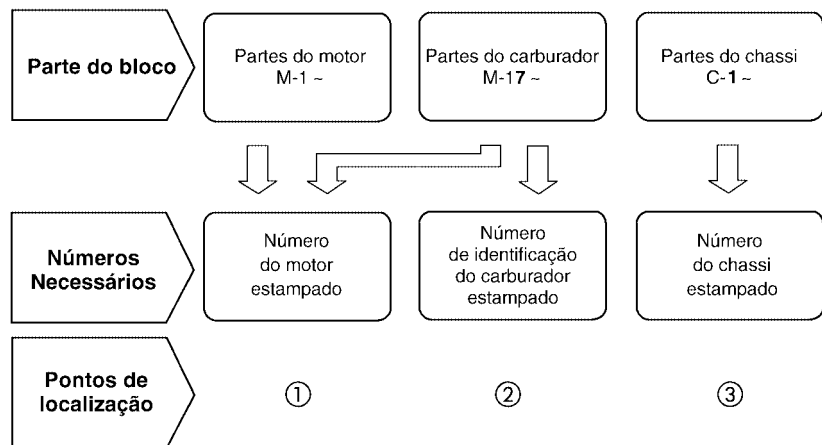 Parte do bloco
Partes do motor
M-1 ~
Partes do carburador
M-17 ~
Partes do chassi
C-1 ~
Números
Necessários
Número
do motor
estampado
Número
de identificação
do carburador
estampado
Número
do chassi
estampado
Pontos de
localização
①
②
③